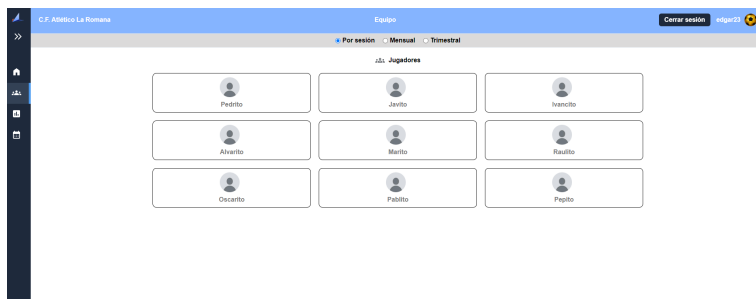 C.F. Atlético La Romana Equipo Cerrar sesión edgar23
Por sesión Mensual Trimestral
Jugadores
Pedrito Javito Ivancito
Alvarito Marito Raulito
Oscarito Pablito Pepito